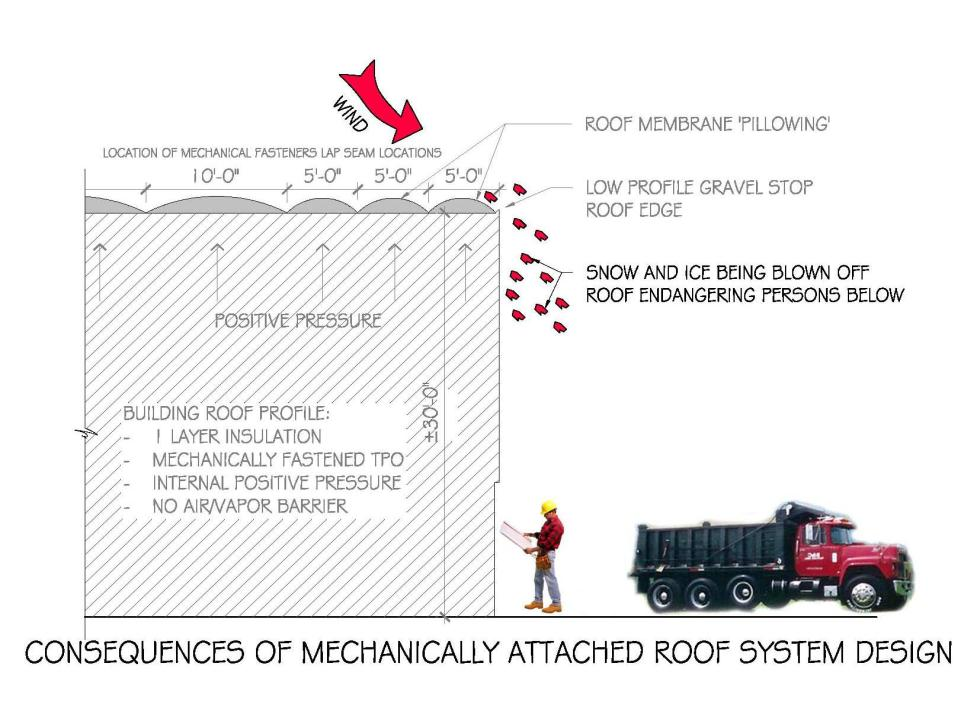 WIND
ROOF MEMBRANE 'PILLOWING'
LOCATION OF MECHANICAL FASTENERS LAP SEAM LOCATIONS
10'-0" 5'-0" 5'-0" 5'-0"
LOW PROFILE GRAVEL STOP
ROOF EDGE
SNOW AND ICE BEING BLOWN OFF
ROOF ENDANGERING PERSONS BELOW
POSITIVE PRESSURE
±30'-0"
BUILDING ROOF PROFILE:
- 1 LAYER INSULATION
- MECHANICALLY FASTENED TPO
- INTERNAL POSITIVE PRESSURE
- NO AIR/VAPOR BARRIER
CONSEQUENCES OF MECHANICALLY ATTACHED ROOF SYSTEM DESIGN